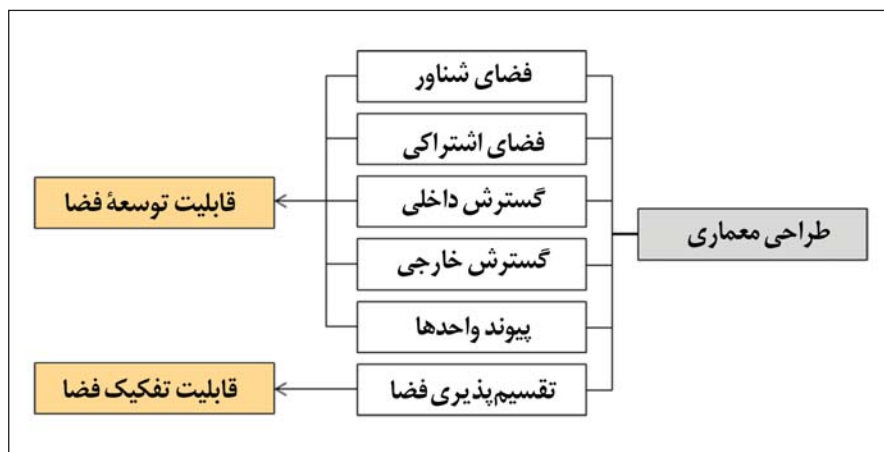 طراحی معماری
فضای شناور
فضای اشتراکی
گسترش داخلی
گسترش خارجی
پیوند واحدها
تقسیم‌پذیری فضا
قابلیت توسعهٔ فضا
قابلیت تفکیک فضا